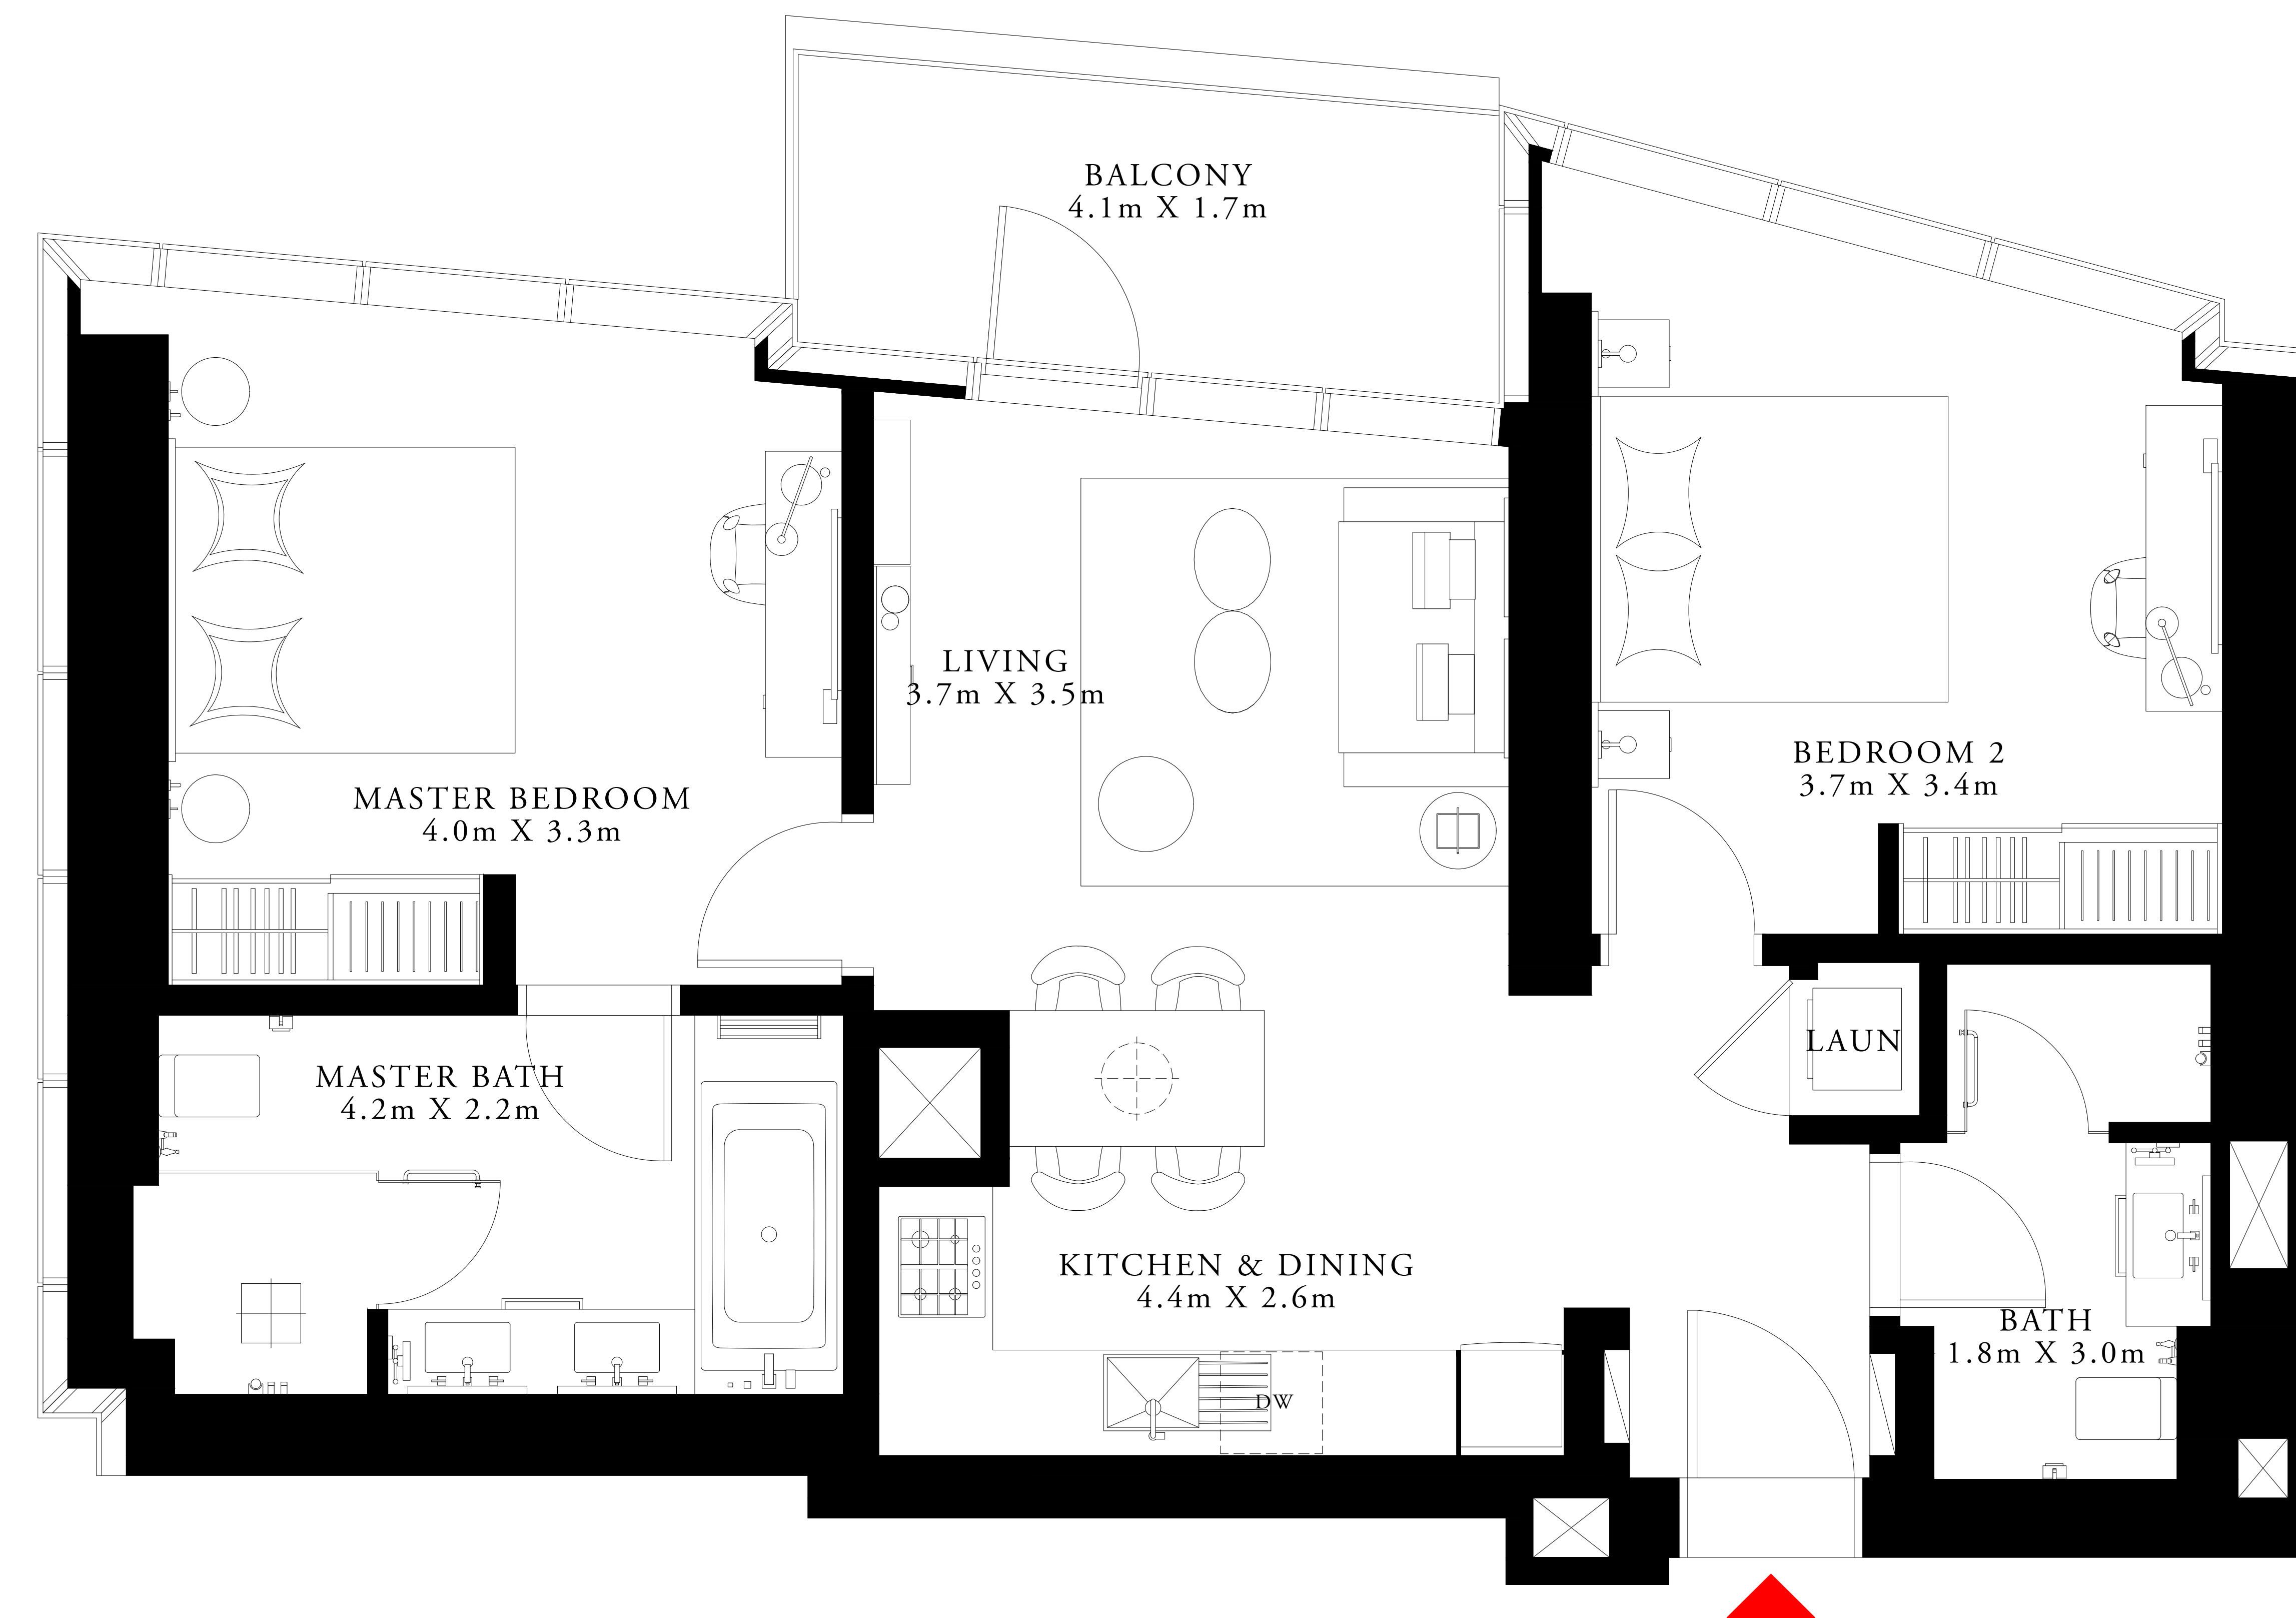 BALCONY
4.1m X 1.7m
LIVING
3.7m X 3.5m
BEDROOM 2
3.7m X 3.4m
MASTER BEDROOM
4.0m X 3.3m
LAUN
MASTER BATH
4.2m X 2.2m
KITCHEN & DINING
4.4m X 2.6m
BATH
1.8m X 3.0m
DW